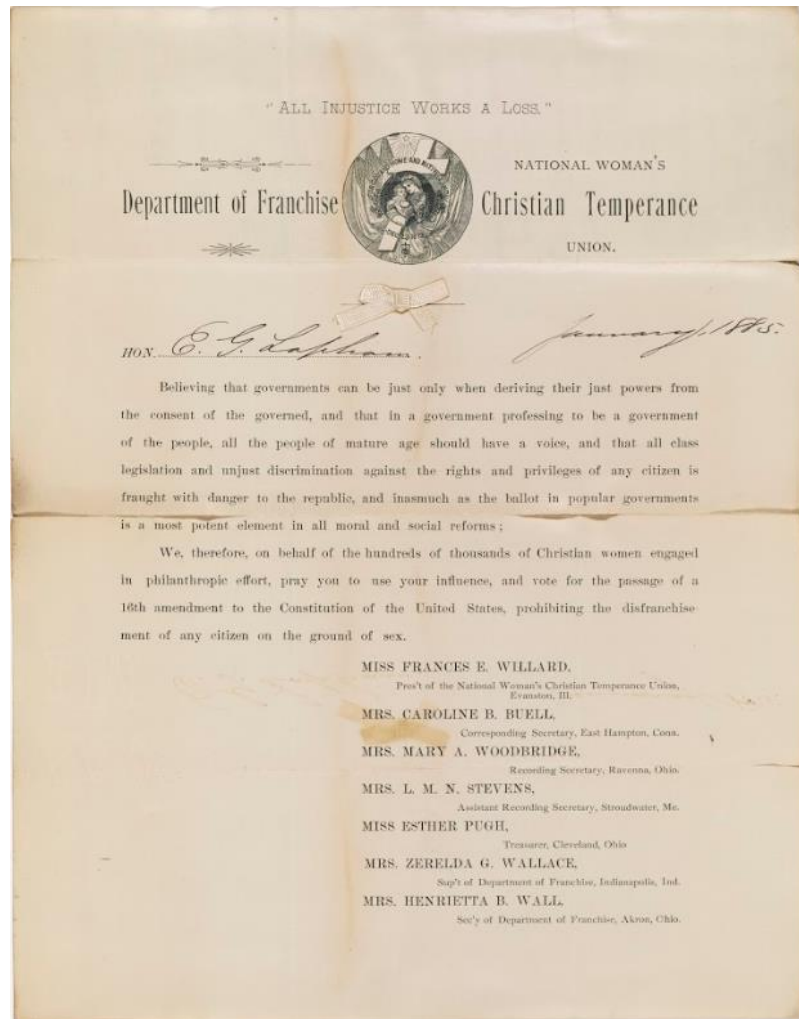 "ALL INJUSTICE WORKS A LOSS."
NATIONAL WOMAN'S
Department of Franchise
Christian Temperance
UNION.
HOME AND NATIVE
HON. E. G. Lapham. January, 1885.
Believing that governments can be just only when deriving their just powers from
the consent of the governed, and that in a government professing to be a government
of the people, all the people of mature age should have a voice, and that all class
legislation and unjust discrimination against the rights and privileges of any citizen is
fraught with danger to the republic, and inasmuch as the ballot in popular governments
is a most potent element in all moral and social reforms;
We, therefore, on behalf of the hundreds of thousands of Christian women engaged
in philanthropic effort, pray you to use your influence, and vote for the passage of a
16th amendment to the Constitution of the United States, prohibiting the disfranchise-
ment of any citizen on the ground of sex.
MISS FRANCES E. WILLARD,
Pres't of the National Woman's Christian Temperance Union,
Evanston, Ill.
MRS. CAROLINE B. BUELL,
Corresponding Secretary, East Hampton, Conn.
MRS. MARY A. WOODBRIDGE,
Recording Secretary, Ravenna, Ohio.
MRS. L. M. N. STEVENS,
Assistant Recording Secretary, Stroudwater, Me.
MISS ESTHER PUGH,
Treasurer, Cleveland, Ohio
MRS. ZERELDA G. WALLACE,
Sup't of Department of Franchise, Indianapolis, Ind.
MRS. HENRIETTA B. WALL,
Sec'y of Department of Franchise, Akron, Ohio.